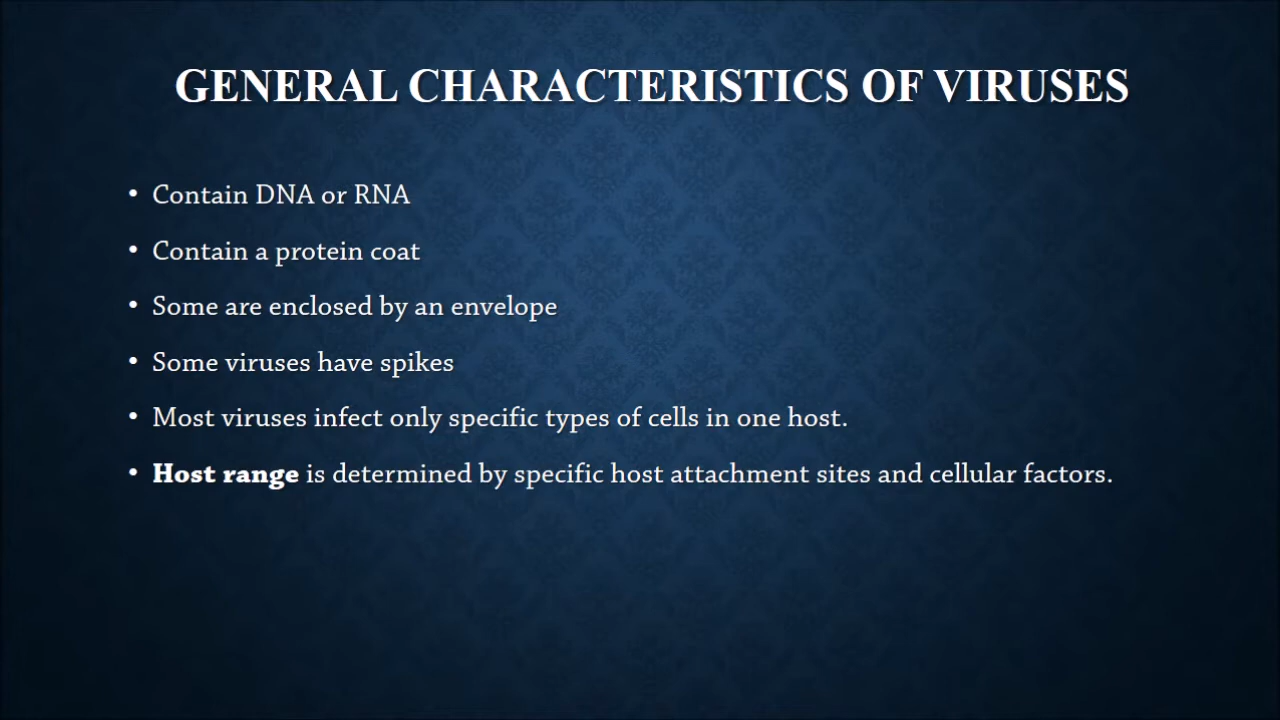 GENERAL CHARACTERISTICS OF VIRUSES
• Contain DNA or RNA
• Contain a protein coat
• Some are enclosed by an envelope
• Some viruses have spikes
• Most viruses infect only specific types of cells in one host.
• Host range is determined by specific host attachment sites and cellular factors.